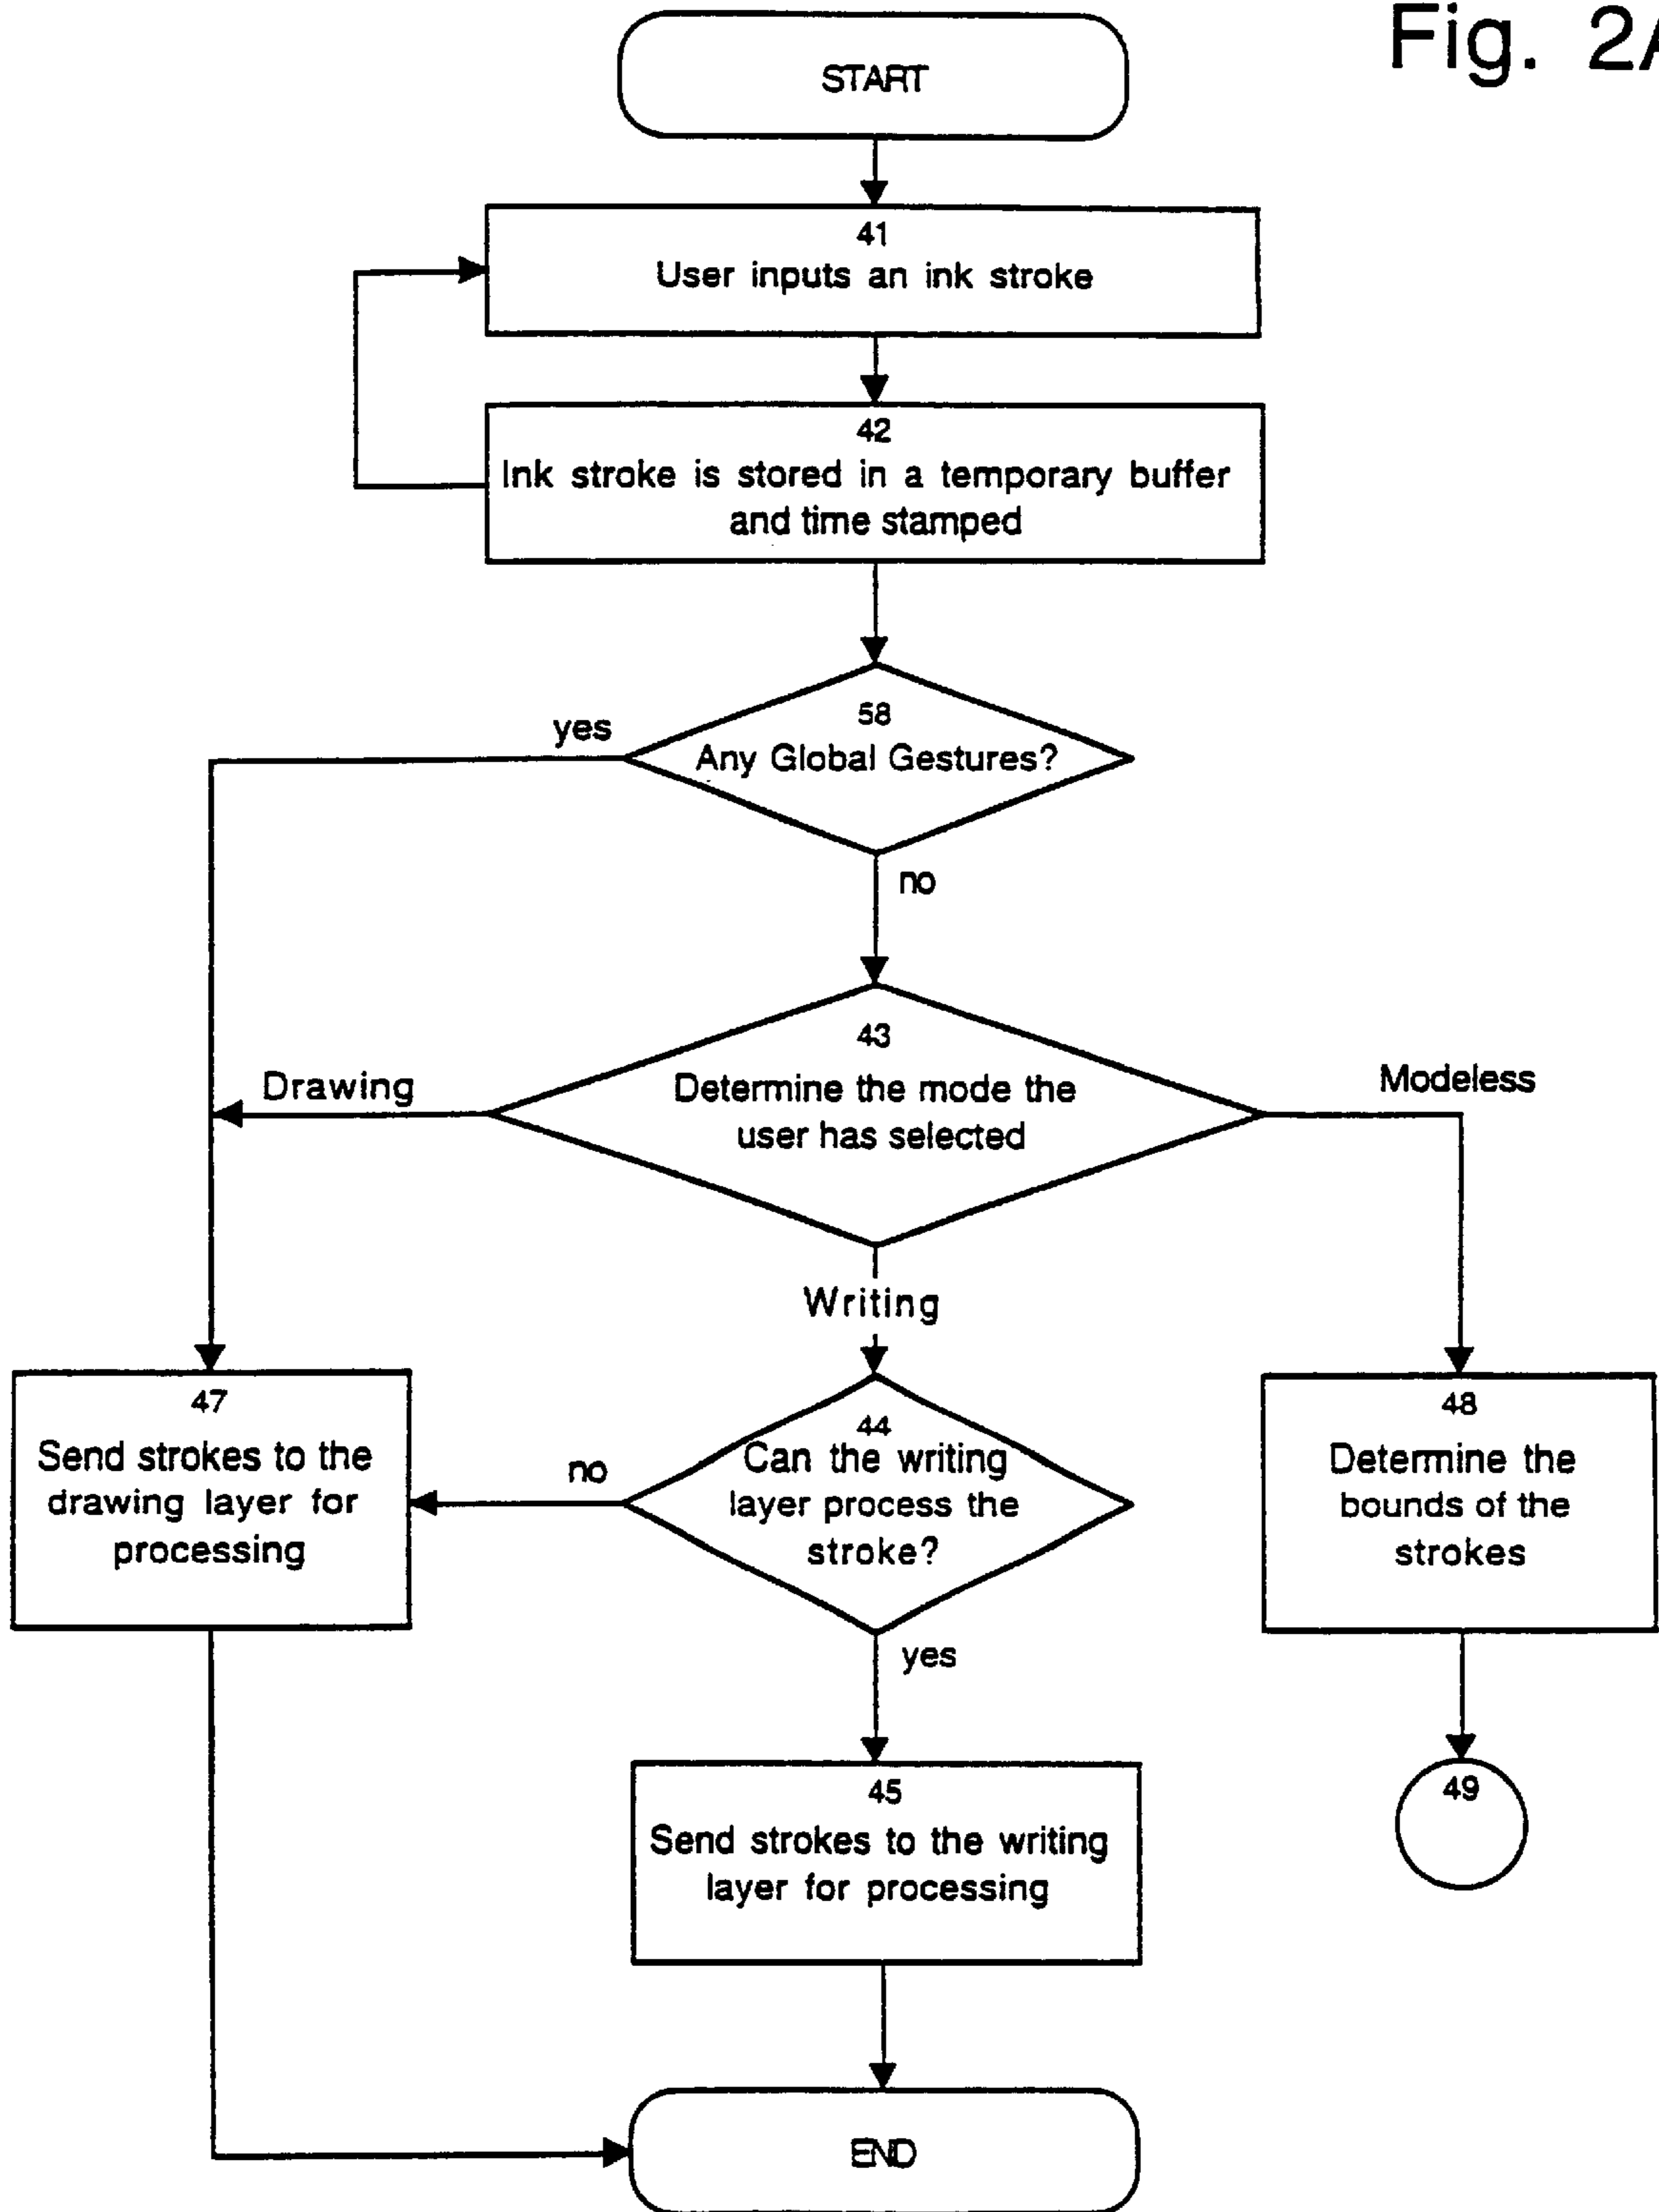 Fig. 2A
START
41
User inputs an ink stroke
42
Ink stroke is stored in a temporary buffer
and time stamped
yes
58
Any Global Gestures?
no
Drawing
43
Determine the mode the
user has selected
Modeless
Writing
47
Send strokes to the
drawing layer for
processing
no
44
Can the writing
layer process the
stroke?
yes
48
Determine the
bounds of the
strokes
45
Send strokes to the writing
layer for processing
49
END